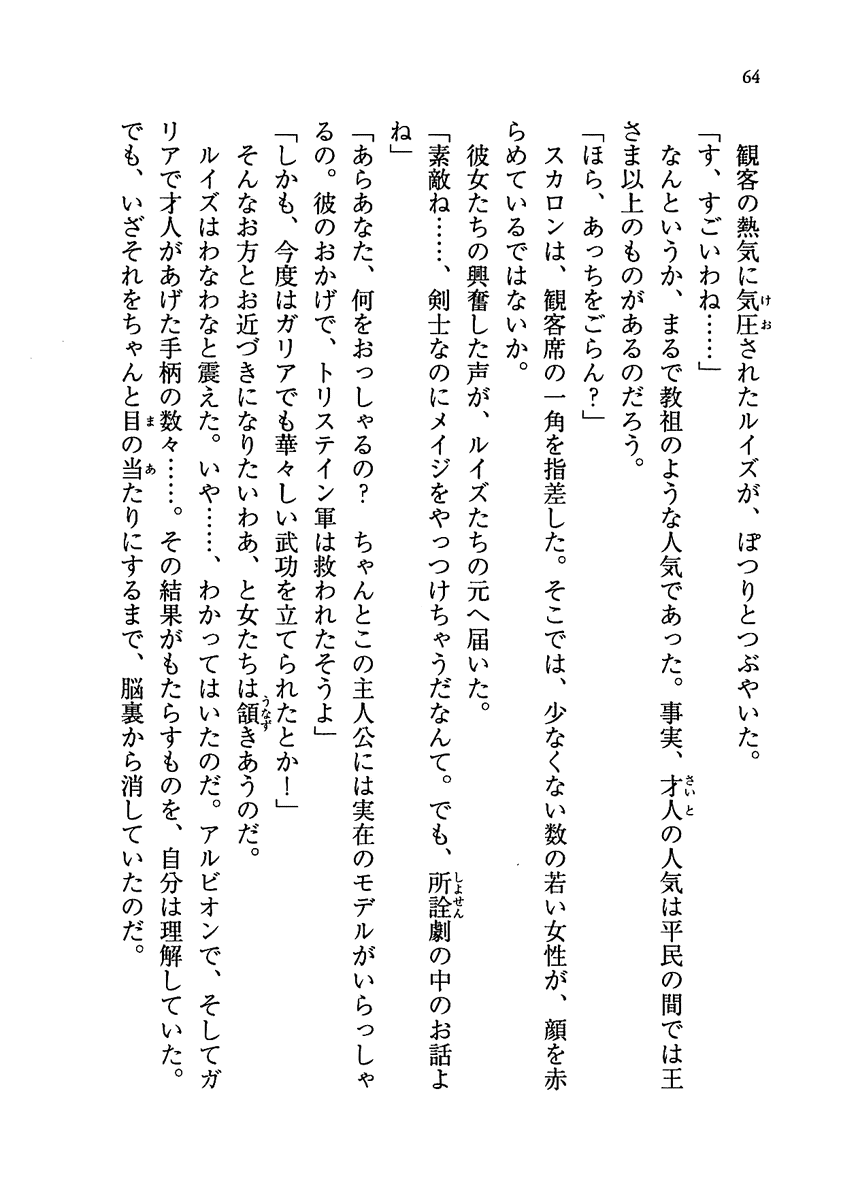 64
観客の熱気に気圧されたルイズが、ぽつりとつぶやいた。
「す、すごいわね……」
なんというか、まるで教祖のような人気であった。事実、才人の人気は平民の間では王
さま以上のものがあるのだろう。
「ほら、あっちをごらん？」
スカロンは、観客席の一角を指差した。そこでは、少なくない数の若い女性が、顔を赤
らめているではないか。
彼女たちの興奮した声が、ルイズたちの元へ届いた。
「素敵ね……、剣士なのにメイジをやっつけちゃうだなんて。でも、所詮劇の中のお話よ
ね」
「あらあなた、何をおっしゃるの？　ちゃんとこの主人公には実在のモデルがいらっしゃ
るの。彼のおかげで、トリステイン軍は救われたそうよ」
「しかも、今度はガリアでも華々しい武功を立てられたとか！」
そんなお方とお近づきになりたいわあ、と女たちは頷きあうのだ。
ルイズはわなわなと震えた。いや……、わかってはいたのだ。アルビオンで、そしてガ
リアで才人があげた手柄の数々……。その結果がもたらすものを、自分は理解していた。
でも、いざそれをちゃんと目の当たりにするまで、脳裏から消していたのだ。